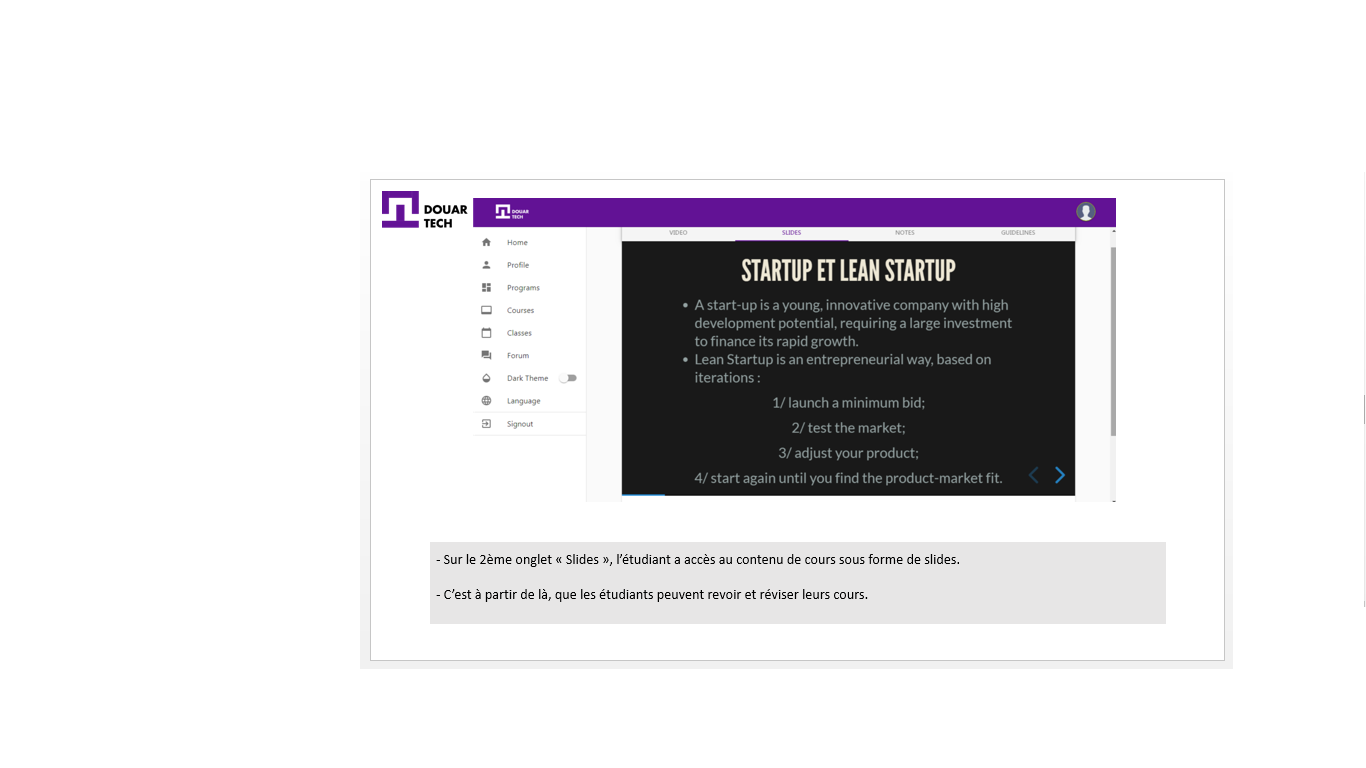 DOUAR
TECH
DOUAR
TECH
VIDEO
SLIDES
NOTES
GUIDELINES
Home
Profile
Programs
Courses
Classes
Forum
Dark Theme
Language
Signout
STARTUP ET LEAN STARTUP
• A start-up is a young, innovative company with high
development potential, requiring a large investment
to finance its rapid growth.
• Lean Startup is an entrepreneurial way, based on
iterations :
1/ launch a minimum bid;
2/ test the market;
3/ adjust your product;
4/ start again until you find the product-market fit.
- Sur le 2ème onglet « Slides », l’étudiant a accès au contenu de cours sous forme de slides.
- C’est à partir de là, que les étudiants peuvent revoir et réviser leurs cours.